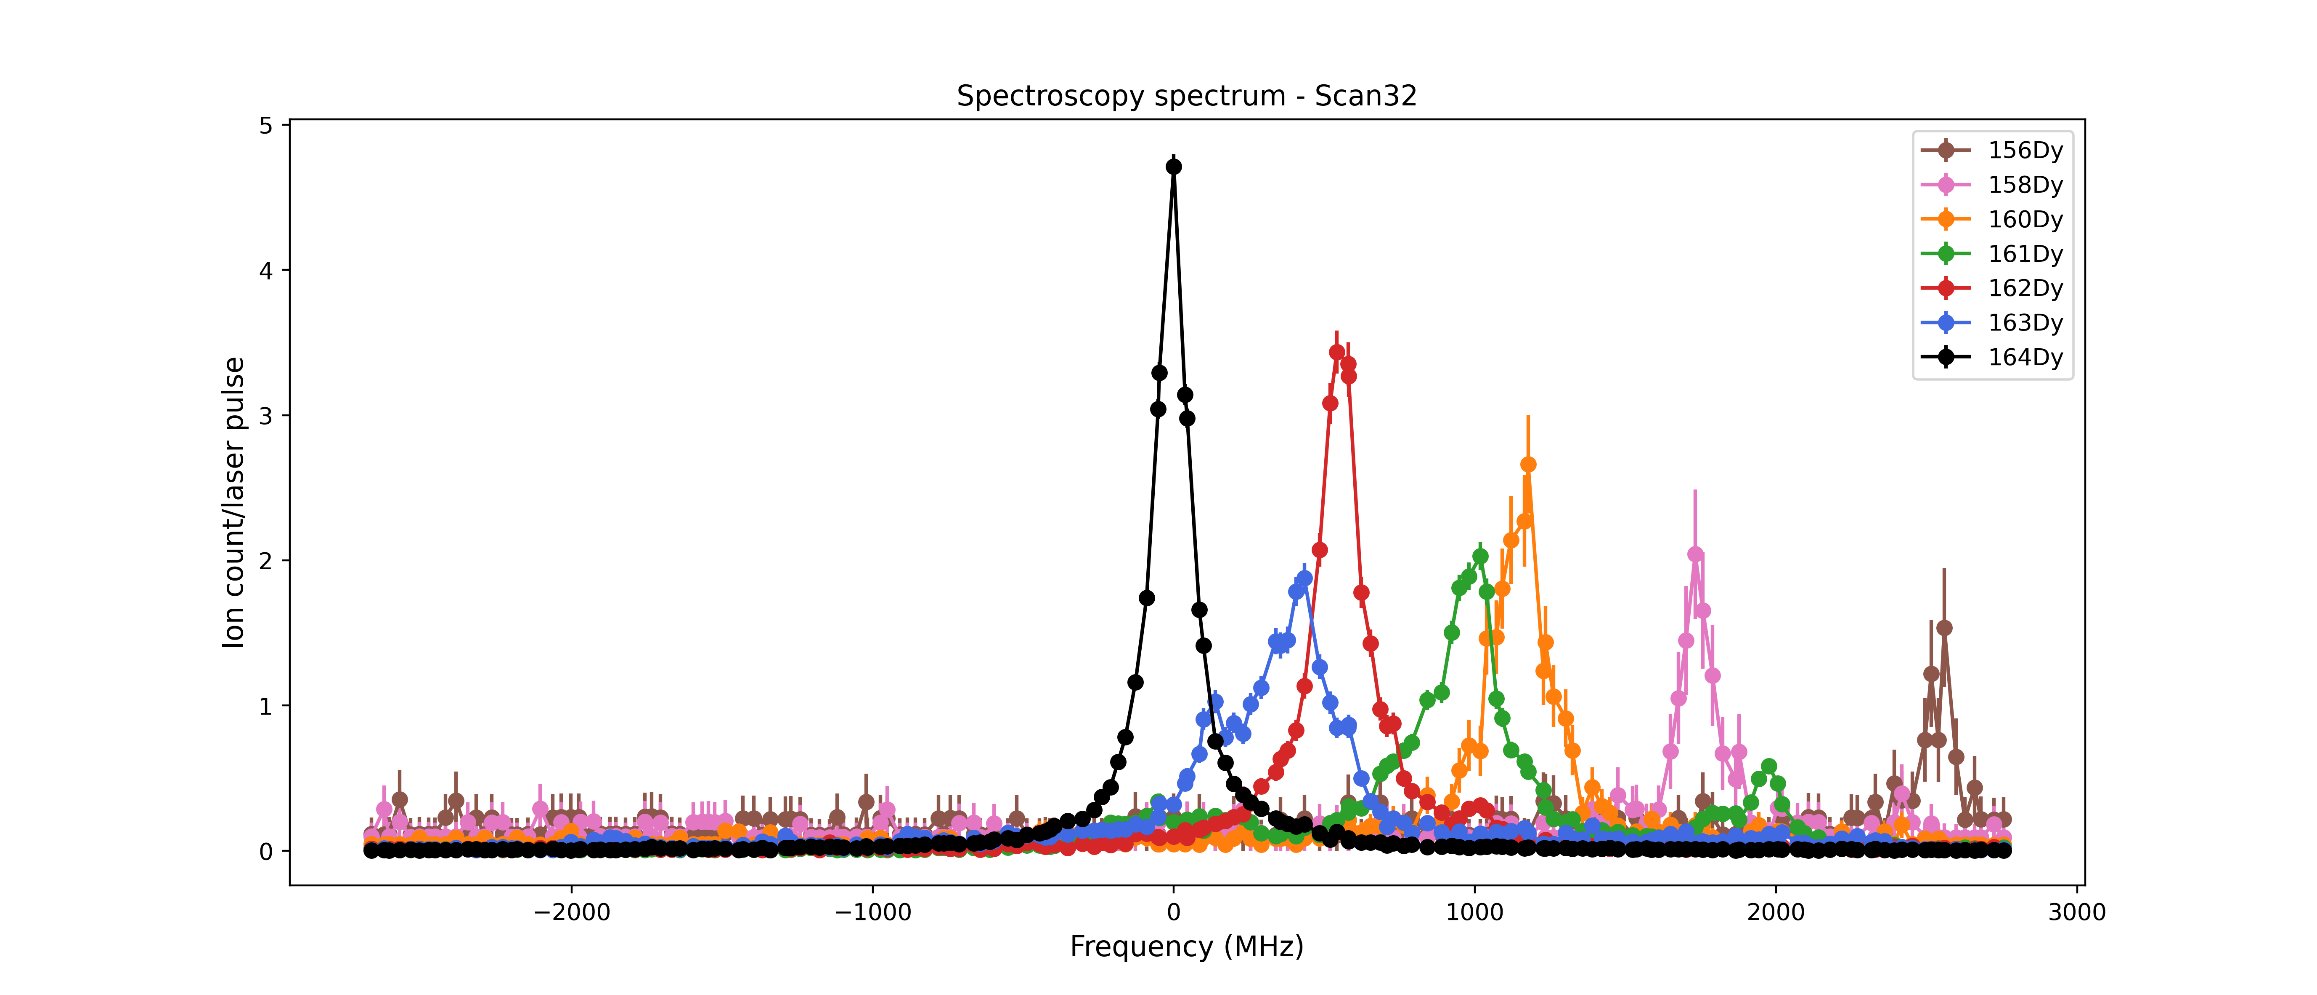 Spectroscopy spectrum - Scan32
5
4
3
2
1
0
Ion count/laser pulse
−2000
−1000
0
1000
2000
3000
Frequency (MHz)
156Dy
158Dy
160Dy
161Dy
162Dy
163Dy
164Dy